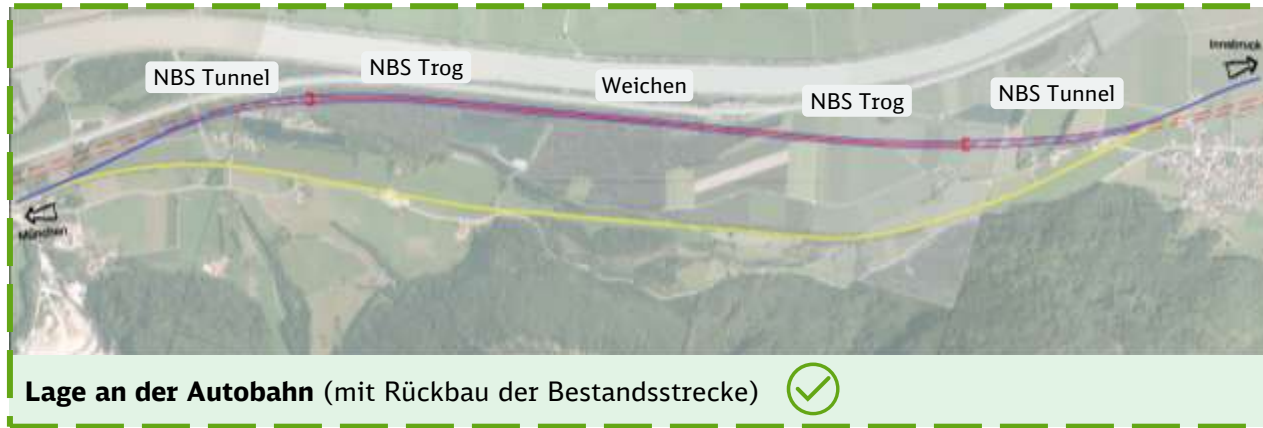 Innsbruck
NBS Tunnel
NBS Trog
Weichen
NBS Trog
NBS Tunnel
München
Lage an der Autobahn (mit Rückbau der Bestandsstrecke)